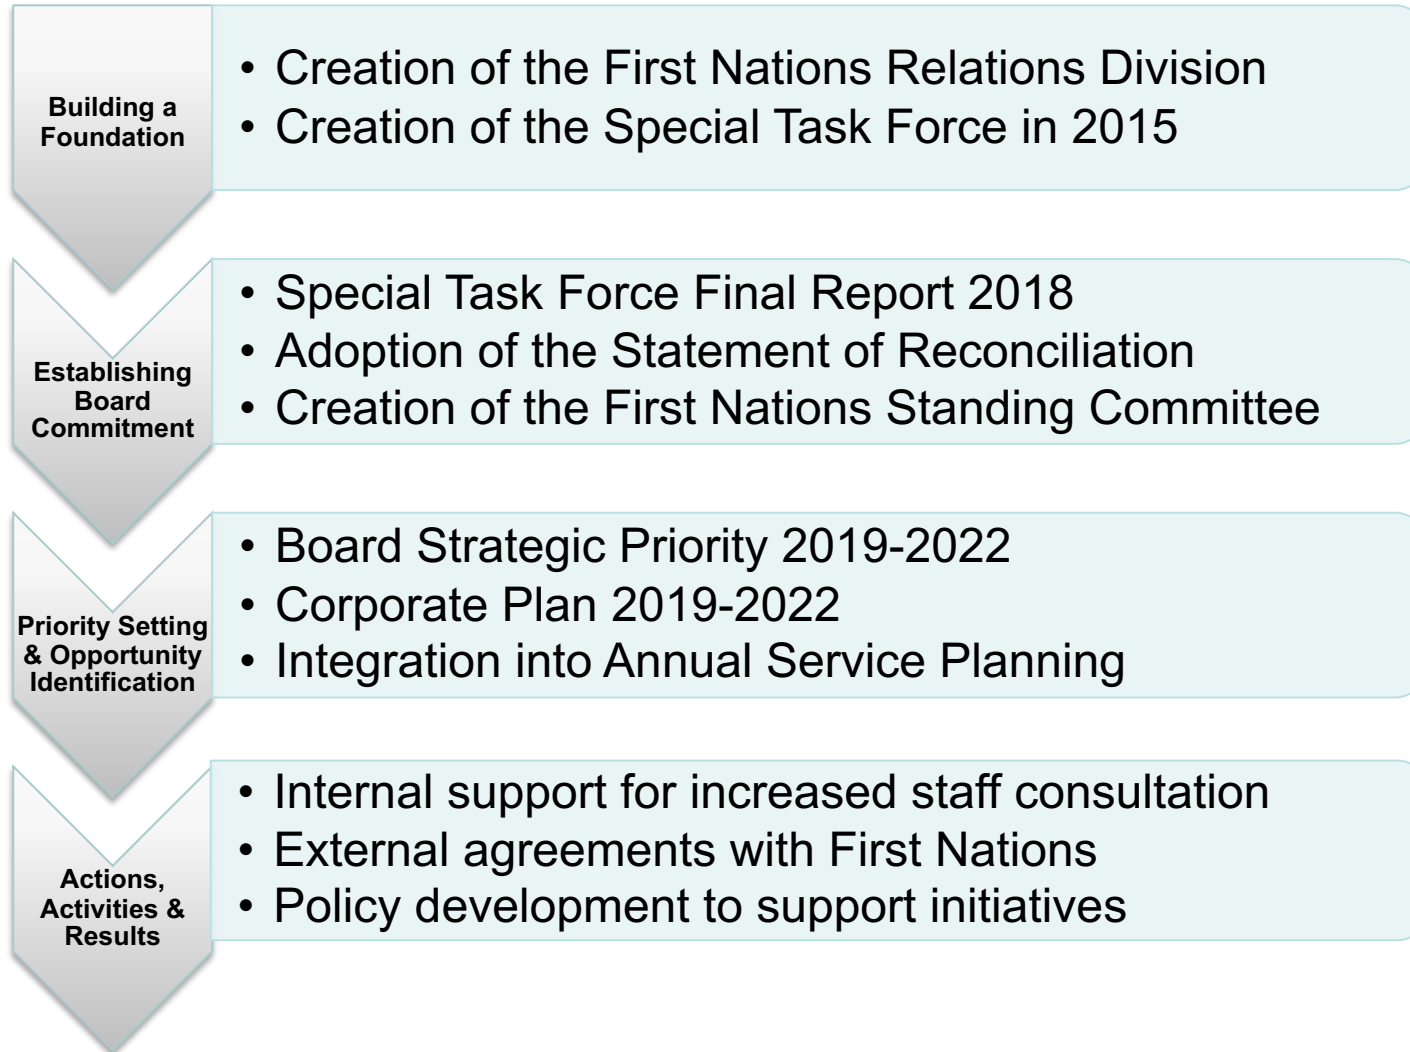 Building a
Foundation
• Creation of the First Nations Relations Division
• Creation of the Special Task Force in 2015
Establishing
Board
Commitment
• Special Task Force Final Report 2018
• Adoption of the Statement of Reconciliation
• Creation of the First Nations Standing Committee
Priority Setting
& Opportunity
Identification
• Board Strategic Priority 2019-2022
• Corporate Plan 2019-2022
• Integration into Annual Service Planning
Actions,
Activities &
Results
• Internal support for increased staff consultation
• External agreements with First Nations
• Policy development to support initiatives